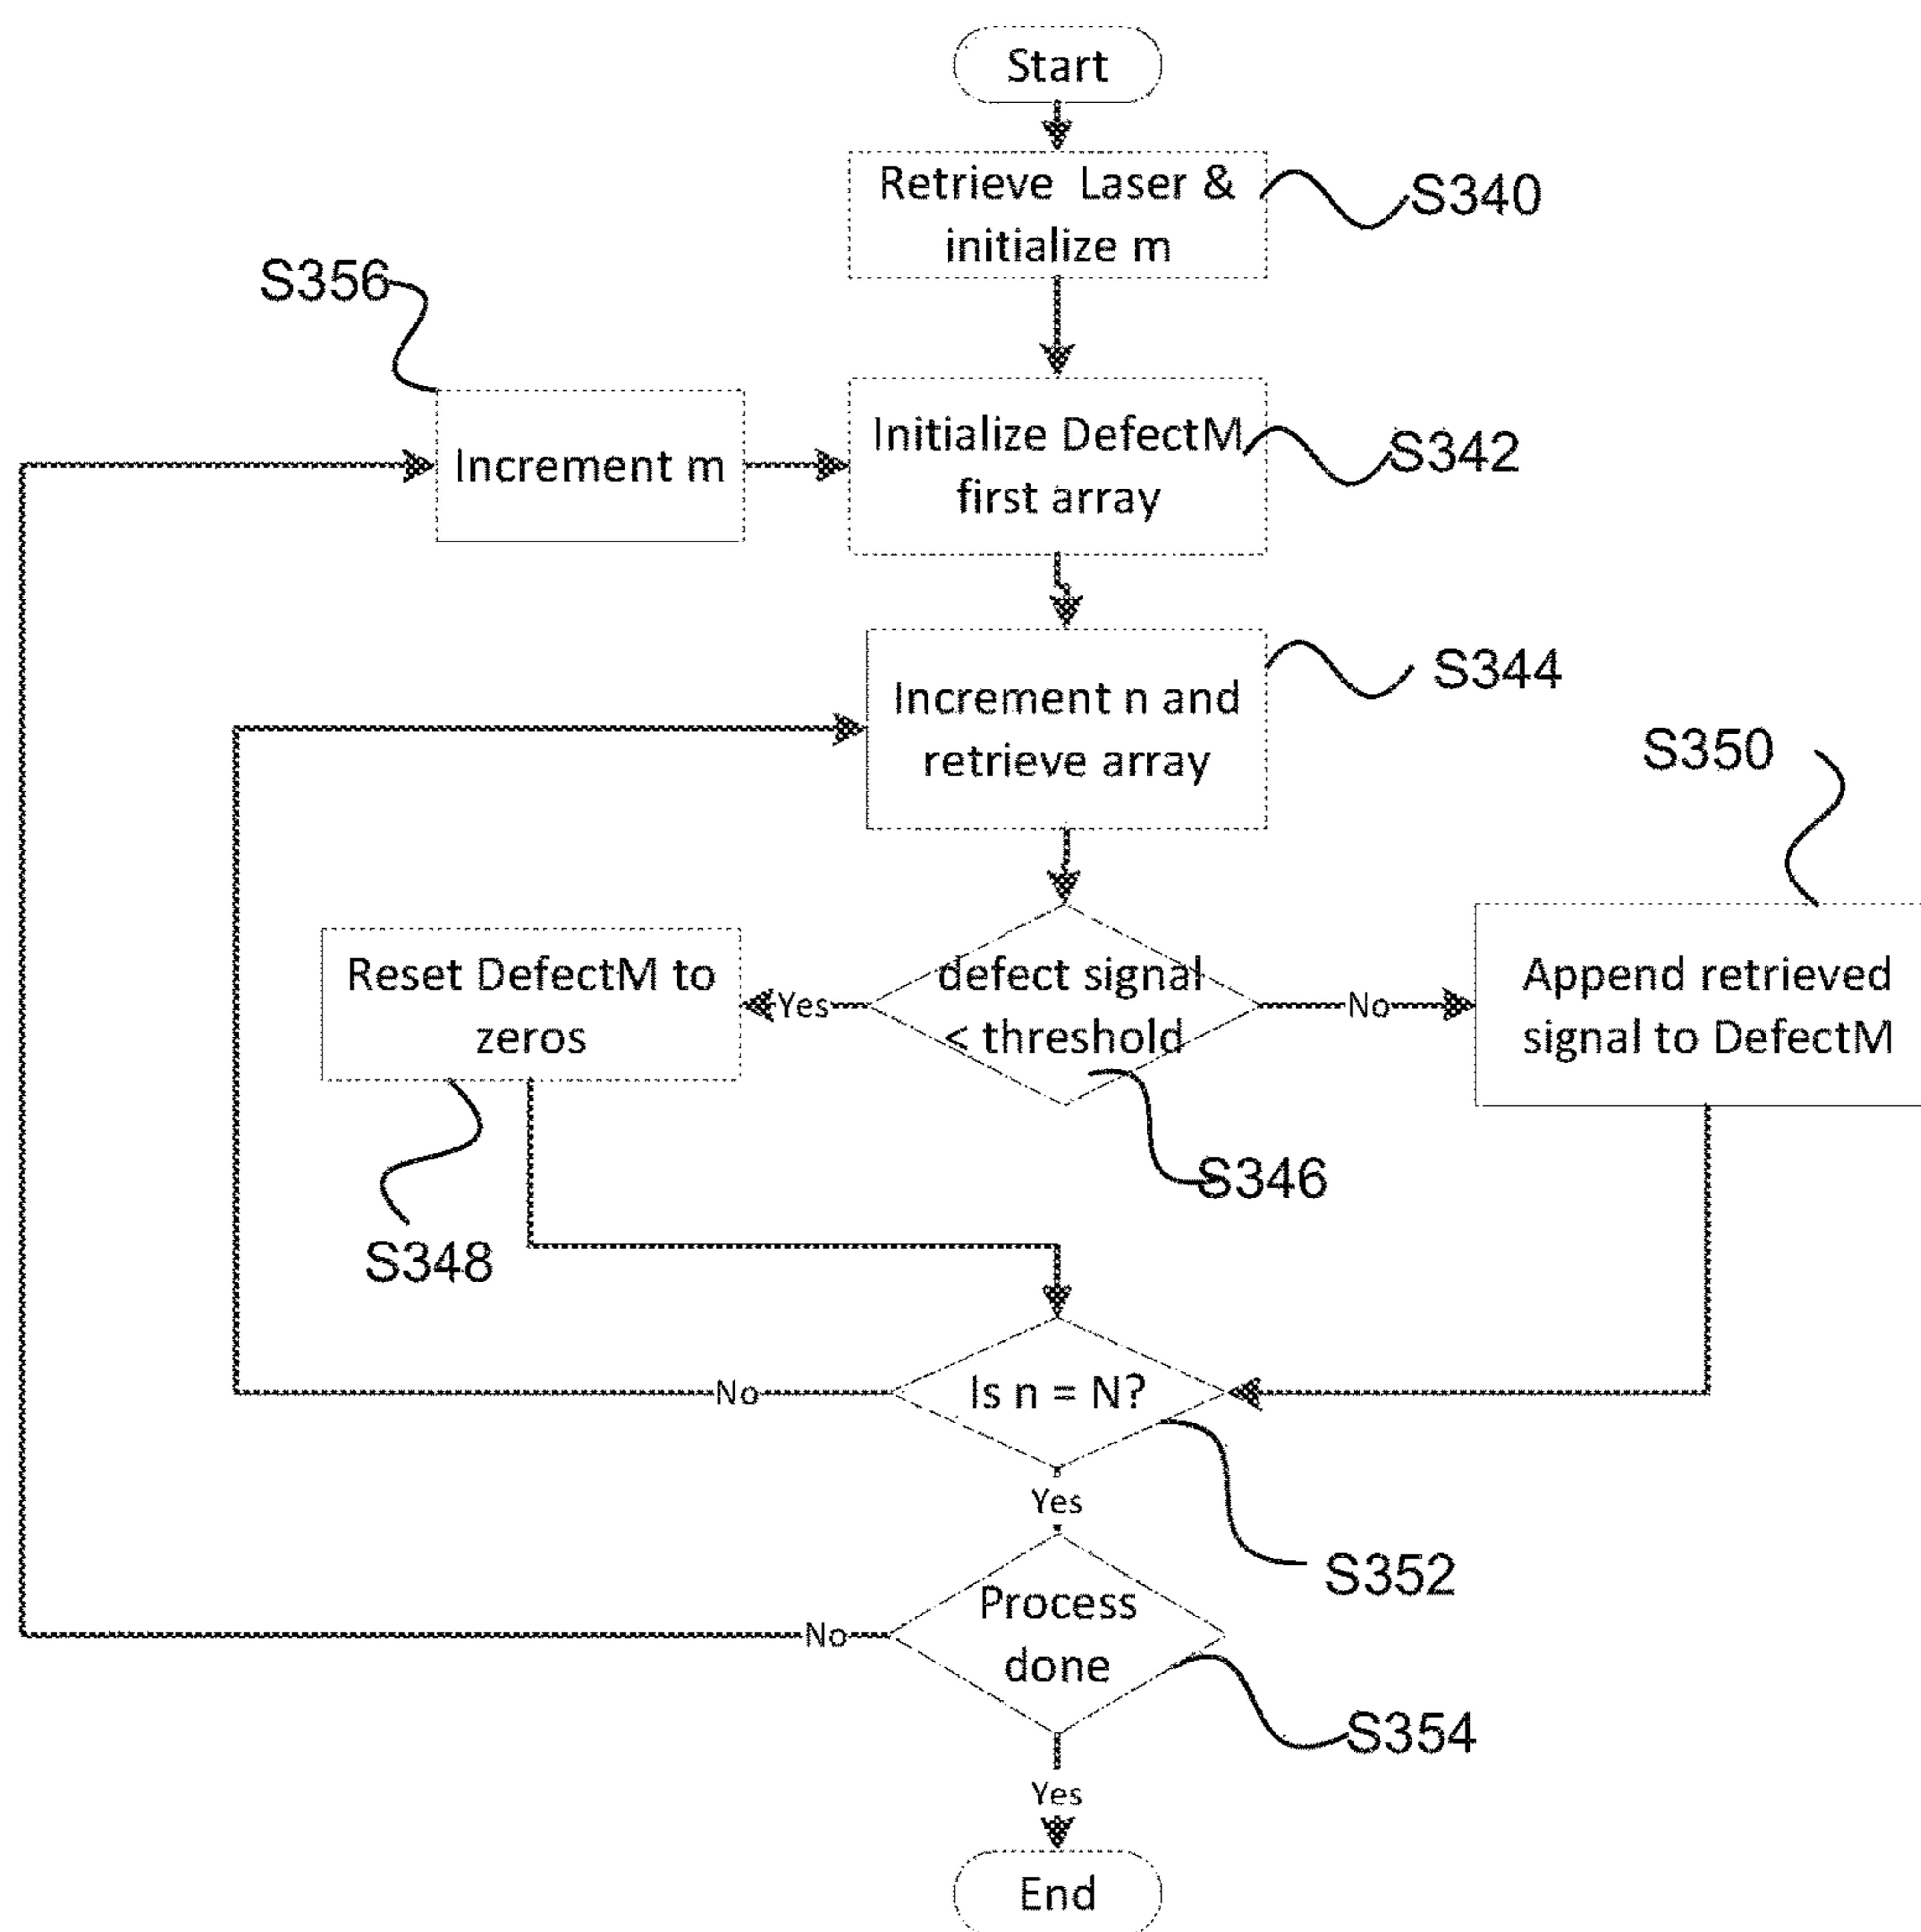 Start
Retrieve Laser &
initialize m
S340
S356
Increment m
Initialize DefectM
first array
S342
Increment n and
retrieve array
S344
S350
Reset DefectM to
zeros
Yes
defect signal
< threshold
No
Append retrieved
signal to DefectM
S346
S348
No
Is n = N?
Yes
S352
No
Process
done
S354
Yes
End